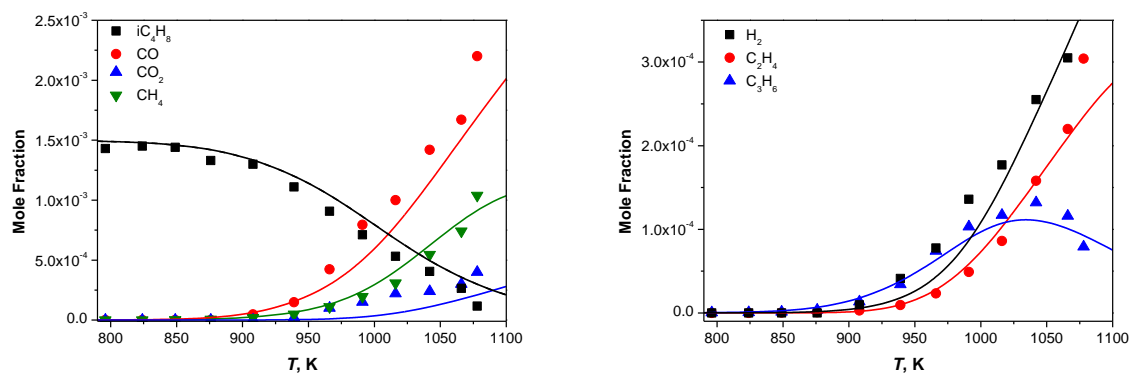 2.5x10⁻³
2.0x10⁻³
1.5x10⁻³
1.0x10⁻³
5.0x10⁻⁴
0.0
Mole Fraction
iC₄H₈
CO
CO₂
CH₄
800 850 900 950 1000 1050 1100
T, K
3.0x10⁻⁴
2.0x10⁻⁴
1.0x10⁻⁴
0.0
Mole Fraction
H₂
C₂H₄
C₃H₆
800 850 900 950 1000 1050 1100
T, K